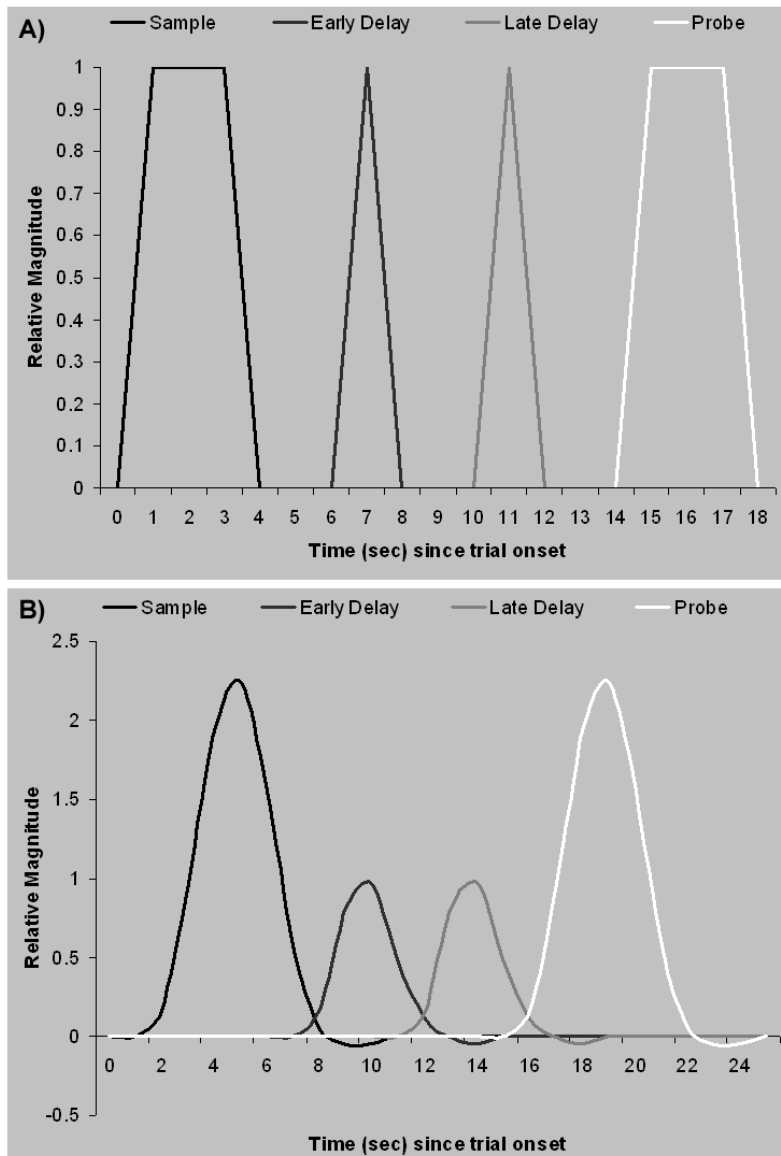 A)
Sample Early Delay Late Delay Probe
1
0.9
0.8
0.7
0.6
0.5
0.4
0.3
0.2
0.1
0
Relative Magnitude
0 1 2 3 4 5 6 7 8 9 10 11 12 13 14 15 16 17 18
Time (sec) since trial onset
B)
Sample Early Delay Late Delay Probe
2.5
2
1.5
1
0.5
0
-0.5
Relative Magnitude
0 2 4 6 8 10 12 14 16 18 20 22 24
Time (sec) since trial onset